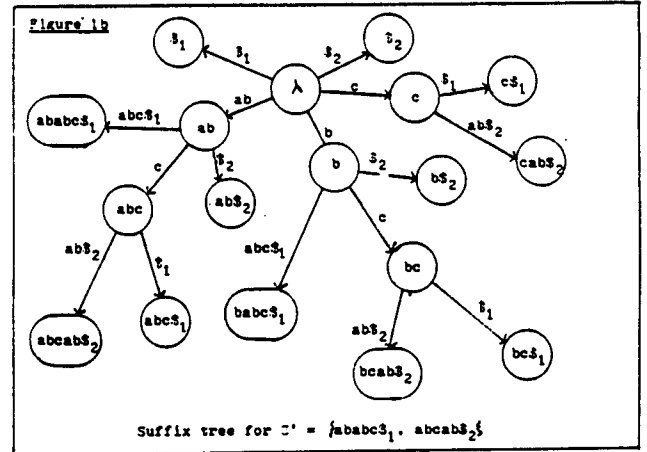 Figure 1b
$₁ $₁ $₂ $₂
λ
ab c c $₁ c$₁
ababc$₁ abc$₁ ab b ab$₂ cab$₂
c $₂ b $₂ b$₂
abc ab$₂ c
ab$₂ $₁ abc$₁ bc
abcab$₂ abc$₁ babc$₁ ab$₂ $₁
bcab$₂ bc$₁
Suffix tree for = {ababc$₁, abcab$₂}